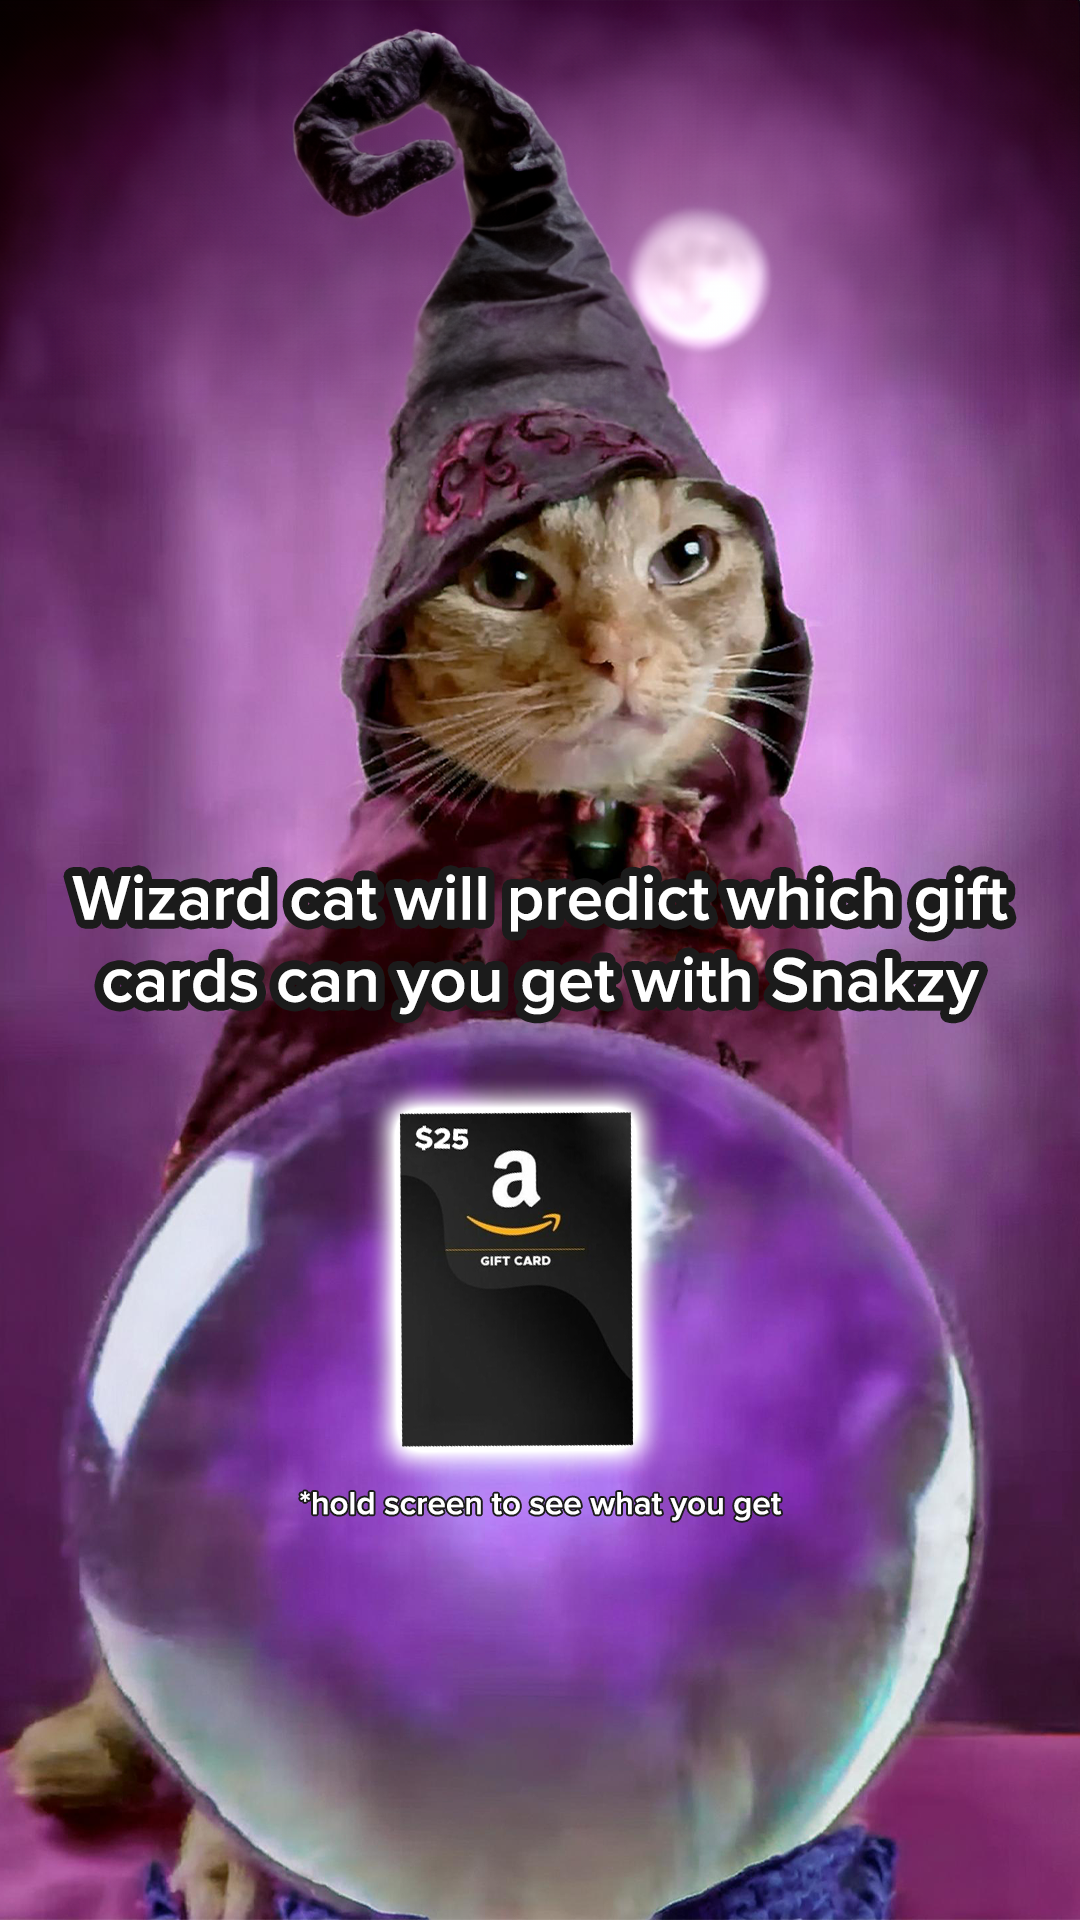 Wizard cat will predict which gift
cards can you get with Snakzy
$25
a
GIFT CARD
*hold screen to see what you get